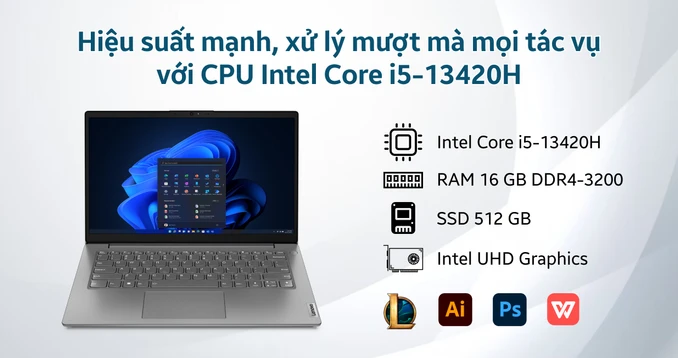 Hiệu suất mạnh, xử lý mượt mà mọi tác vụ
với CPU Intel Core i5-13420H
Intel Core i5-13420H
RAM 16 GB DDR4-3200
SSD 512 GB
Intel UHD Graphics
Lenovo
L
Ai
Ps
W